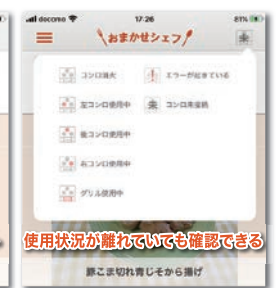 docomo 17:26 81%
おまかせシェフ
コンロ消火 エラーが起きている
左コンロ使用中 コンロ未接続
後コンロ使用中
右コンロ使用中
グリル使用中
使用状況が離れていても確認できる
豚こま切れ青じそから揚げ